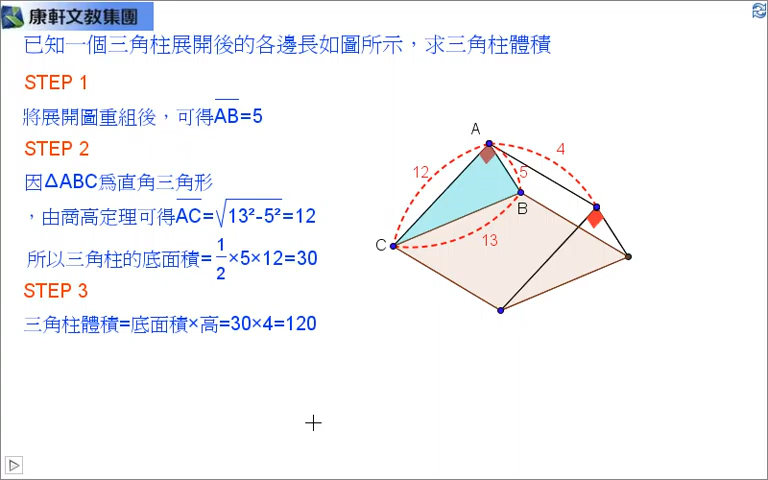 康軒文教集團
已知一個三角柱展開後的各邊長如圖所示，求三角柱體積
STEP 1
將展開圖重組後，可得AB=5
STEP 2
因ΔABC為直角三角形
，由商高定理可得AC=√13²-5²=12
所以三角柱的底面積=1/2×5×12=30
STEP 3
三角柱體積=底面積×高=30×4=120
A
4
12
5
B
C
13